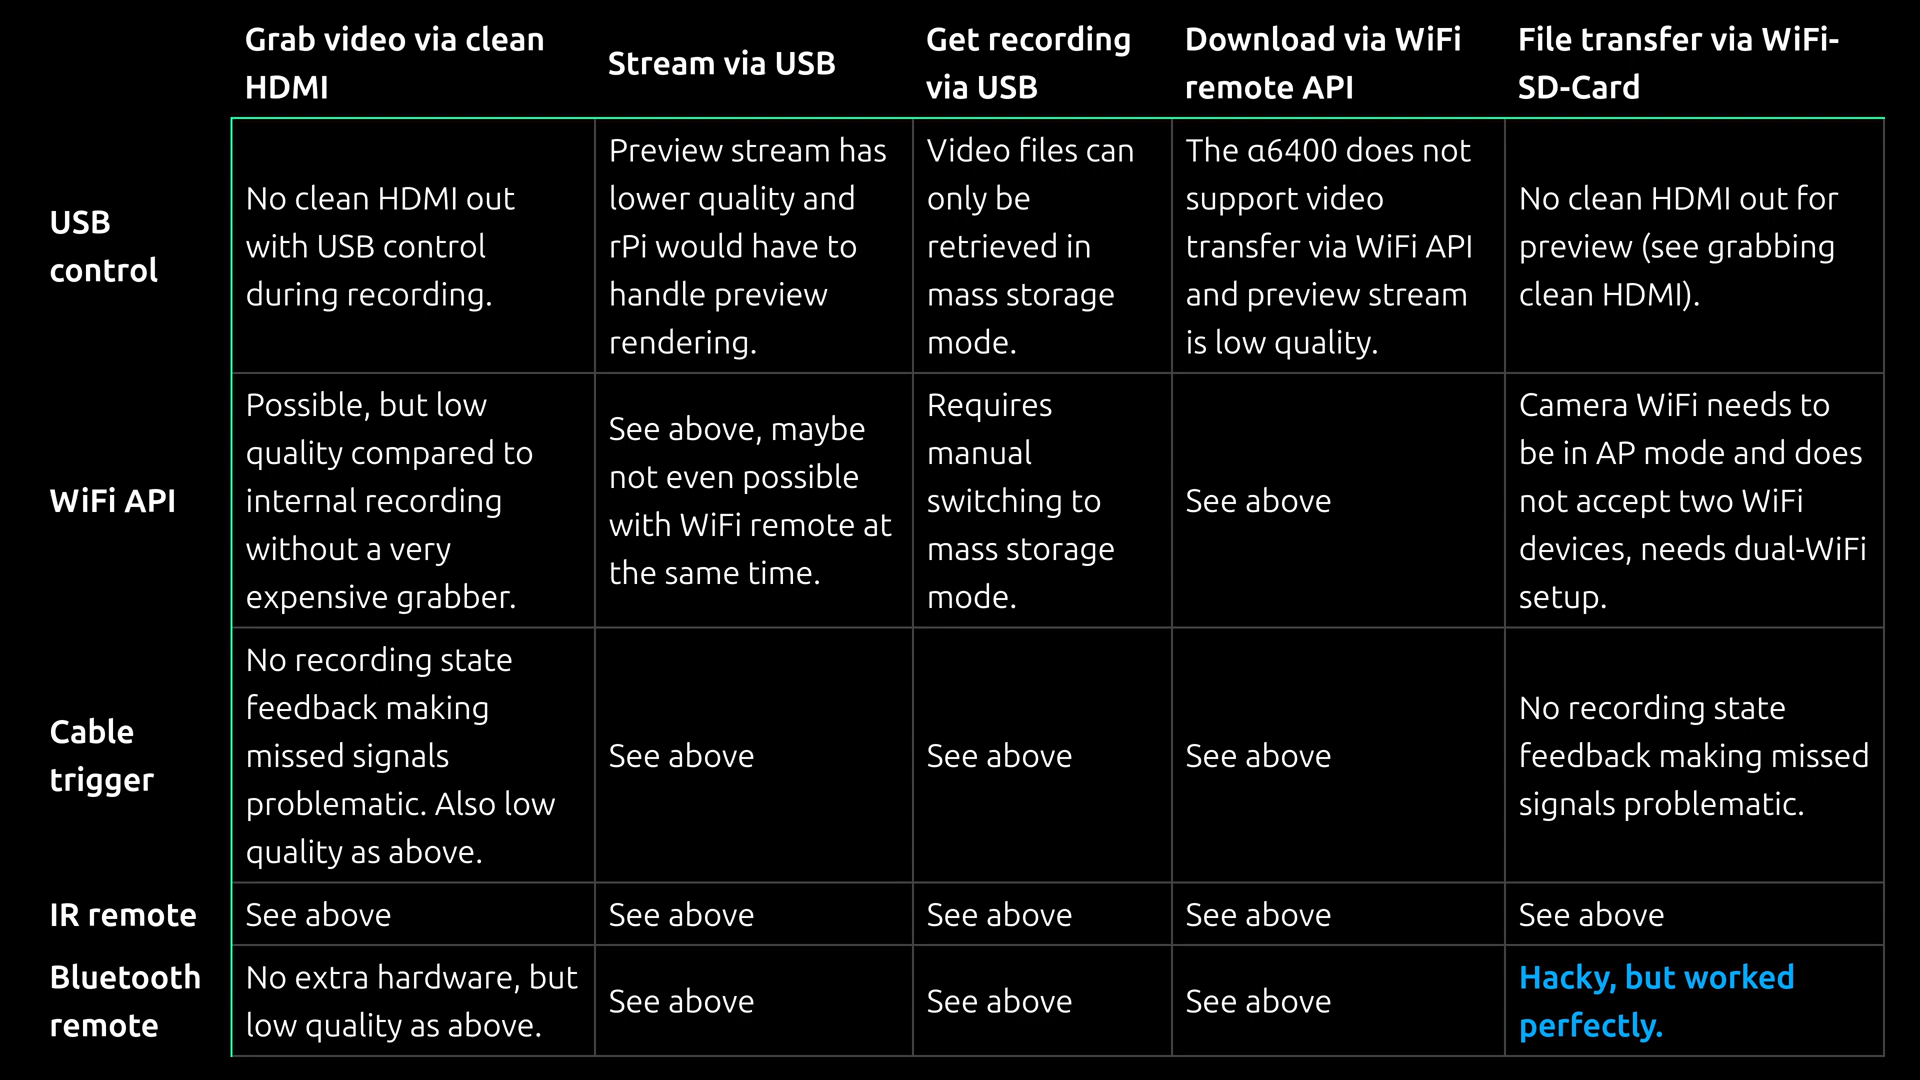 Grab video via clean
HDMI
Stream via USB
Get recording
via USB
Download via WiFi
remote API
File transfer via WiFi-
SD-Card
USB
control
No clean HDMI out
with USB control
during recording.
Preview stream has
lower quality and
rPi would have to
handle preview
rendering.
Video files can
only be
retrieved in
mass storage
mode.
The α6400 does not
support video
transfer via WiFi API
and preview stream
is low quality.
No clean HDMI out for
preview (see grabbing
clean HDMI).
WiFi API
Possible, but low
quality compared to
internal recording
without a very
expensive grabber.
See above, maybe
not even possible
with WiFi remote at
the same time.
Requires
manual
switching to
mass storage
mode.
See above
Camera WiFi needs to
be in AP mode and does
not accept two WiFi
devices, needs dual-WiFi
setup.
Cable
trigger
No recording state
feedback making
missed signals
problematic. Also low
quality as above.
See above
See above
See above
No recording state
feedback making missed
signals problematic.
IR remote
See above
See above
See above
See above
See above
Bluetooth
remote
No extra hardware, but
low quality as above.
See above
See above
See above
Hacky, but worked
perfectly.